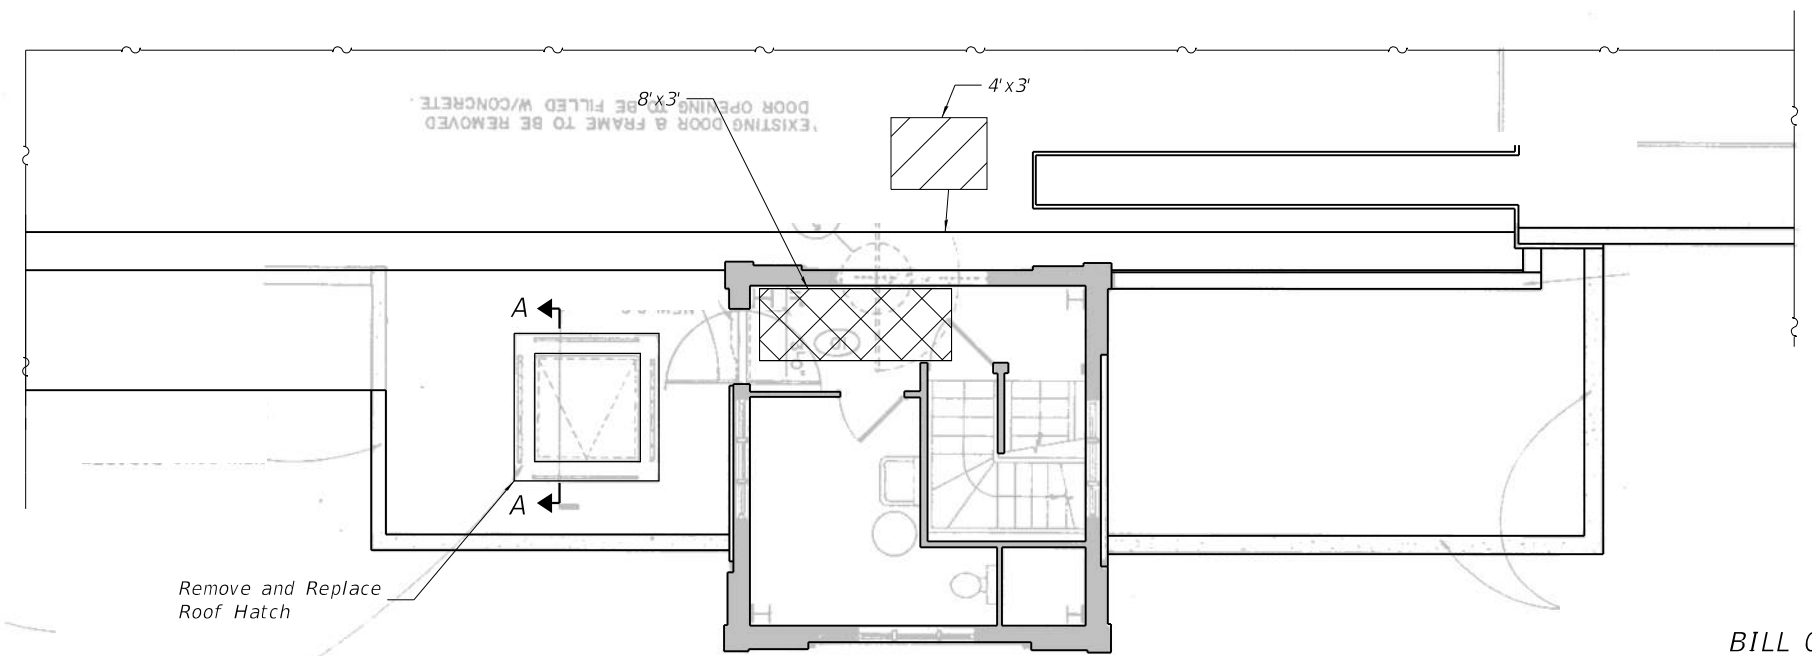 4'x3'
8'x3'
DOOR OPENING TO BE FILLED W/CONCRETE.
'EXISTING DOOR & FRAME TO BE REMOVED
A
A
Remove and Replace
Roof Hatch
BILL